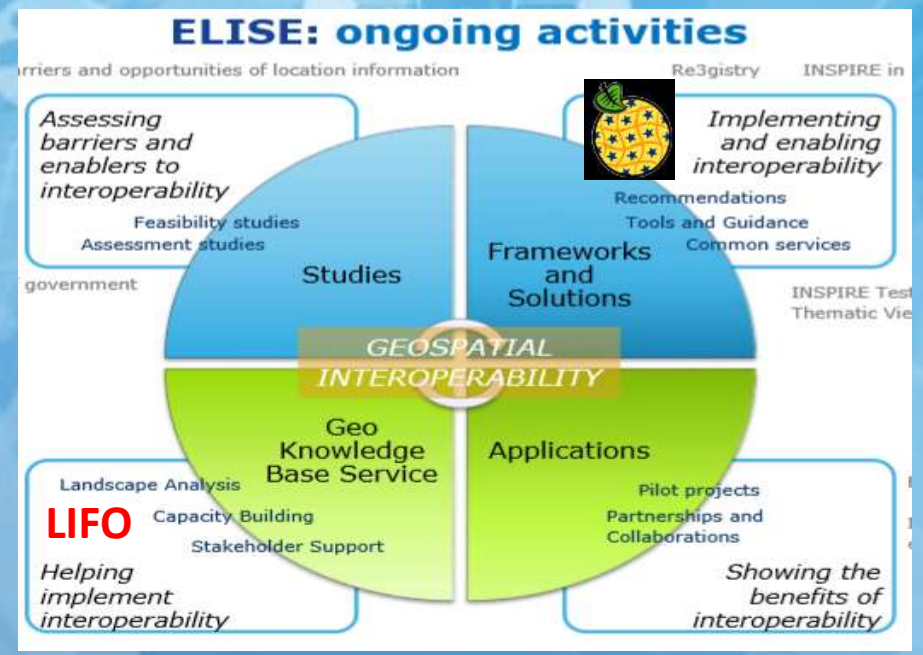 ELISE: ongoing activities
rriers and opportunities of location information
Re3gistry
INSPIRE in
Assessing
barriers and
enablers to
interoperability
Feasibility studies
Assessment studies
Implementing
and enabling
interoperability
Recommendations
Tools and Guidance
Common services
Studies
Frameworks
and
Solutions
government
INSPIRE Test
Thematic Vie
GEOSPATIAL
INTEROPERABILITY
Geo
Knowledge
Base Service
Applications
Landscape Analysis
LIFO
Capacity Building
Stakeholder Support
Helping
implement
interoperability
Pilot projects
Partnerships and
Collaborations
Showing the
benefits of
interoperability